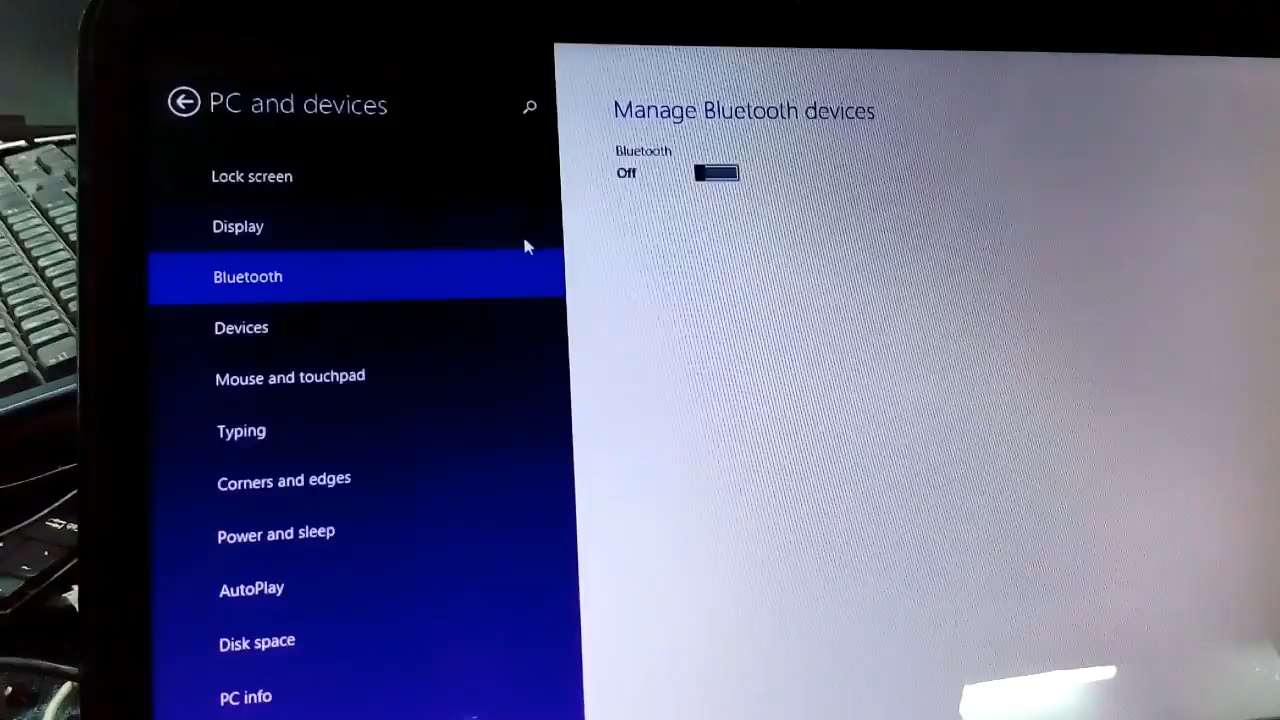 PC and devices
Lock screen
Display
Bluetooth
Devices
Mouse and touchpad
Typing
Corners and edges
Power and sleep
AutoPlay
Disk space
PC info
Manage Bluetooth devices
Bluetooth
Off